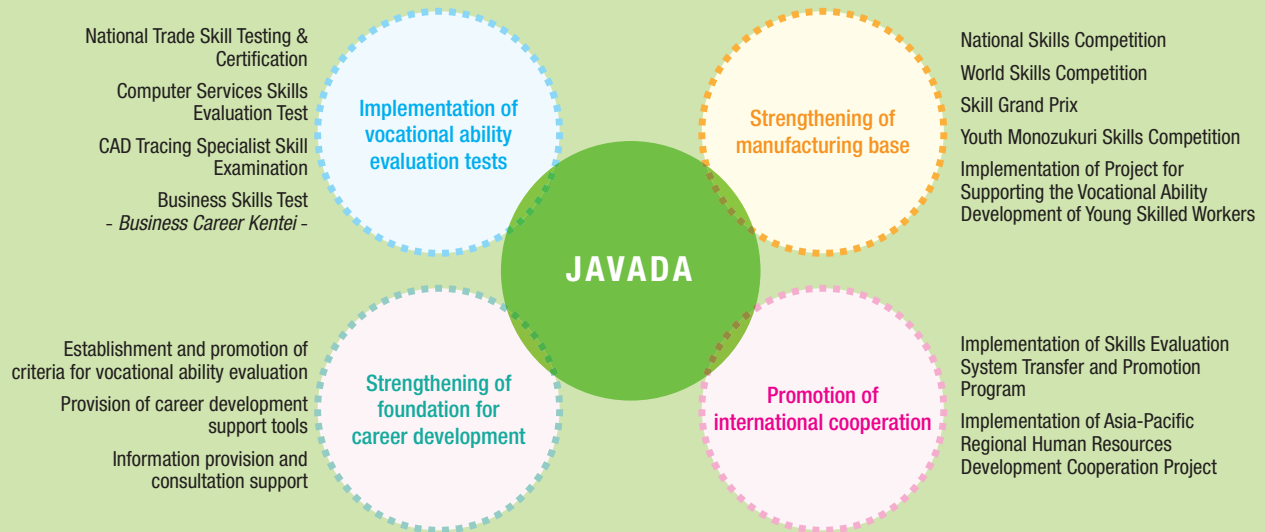 National Trade Skill Testing &
Certification
Computer Services Skills
Evaluation Test
CAD Tracing Specialist Skill
Examination
Business Skills Test
- Business Career Kentei -
Implementation of
vocational ability
evaluation tests
Strengthening of
manufacturing base
National Skills Competition
World Skills Competition
Skill Grand Prix
Youth Monozukuri Skills Competition
Implementation of Project for
Supporting the Vocational Ability
Development of Young Skilled Workers
JAVADA
Establishment and promotion of
criteria for vocational ability evaluation
Provision of career development
support tools
Information provision and
consultation support
Strengthening of
foundation for
career development
Promotion of
international cooperation
Implementation of Skills Evaluation
System Transfer and Promotion
Program
Implementation of Asia-Pacific
Regional Human Resources
Development Cooperation Project